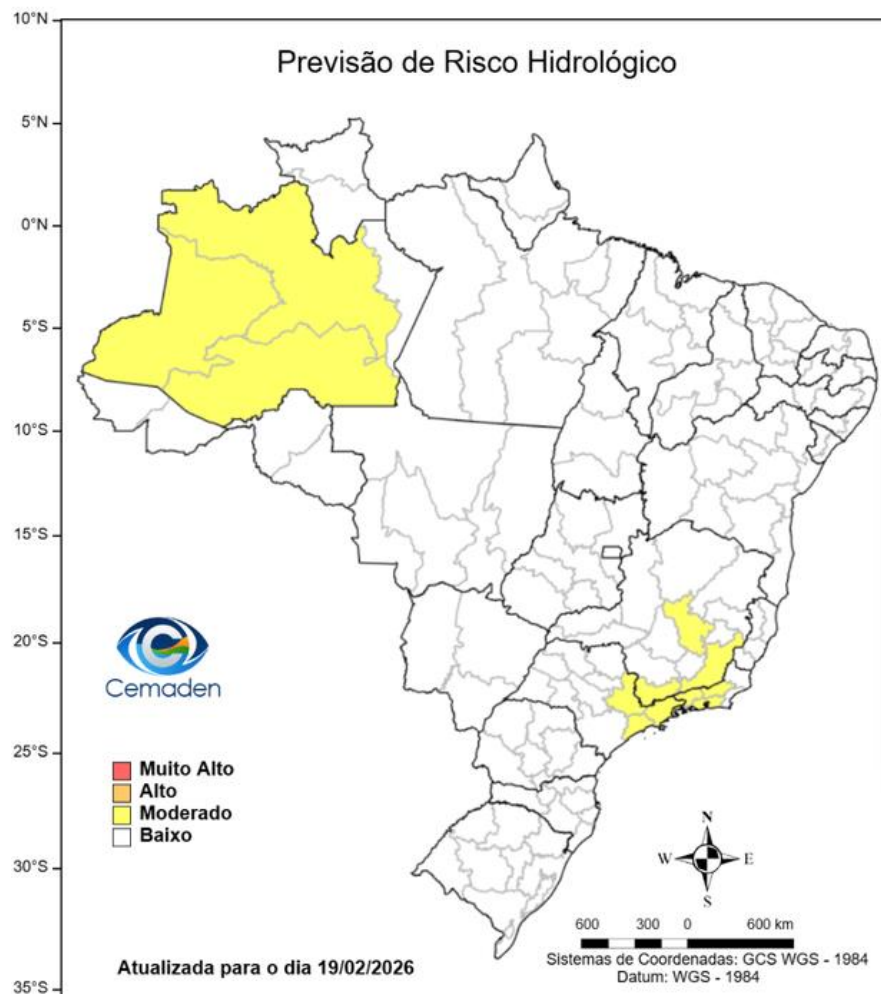 Previsão de Risco Hidrológico
10°N
5°N
0°N
5°S
10°S
15°S
20°S
25°S
30°S
35°S
Cemaden
Muito Alto
Alto
Moderado
Baixo
N
W
E
S
600 300 0 600 km
Sistemas de Coordenadas: GCS WGS - 1984
Datum: WGS - 1984
Atualizada para o dia 19/02/2026